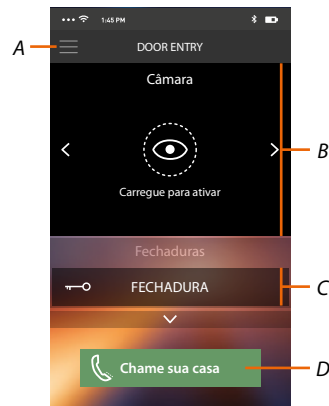 1:45 PM
A
DOOR ENTRY
Câmara
B
Carregue para ativar
Fechaduras
FECHADURA
C
Chame sua casa
D